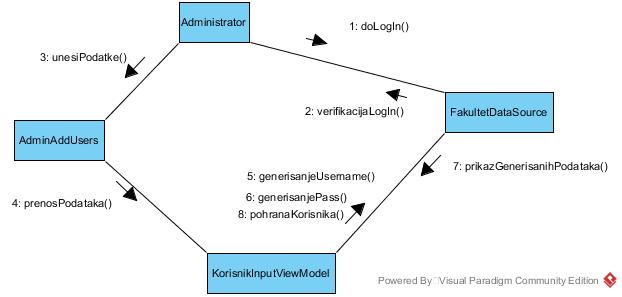 Administrator
1: doLogIn()
3: unesiPodatke()
2: verifikacijaLogIn()
FakultetDataSource
AdminAddUsers
7: prikazGenerisanihPodataka()
5: generisanjeUsername()
6: generisanjePass()
4: prenosPodataka()
8: pohranaKorisnika()
KorisnikInputViewModel
Powered By Visual Paradigm Community Edition